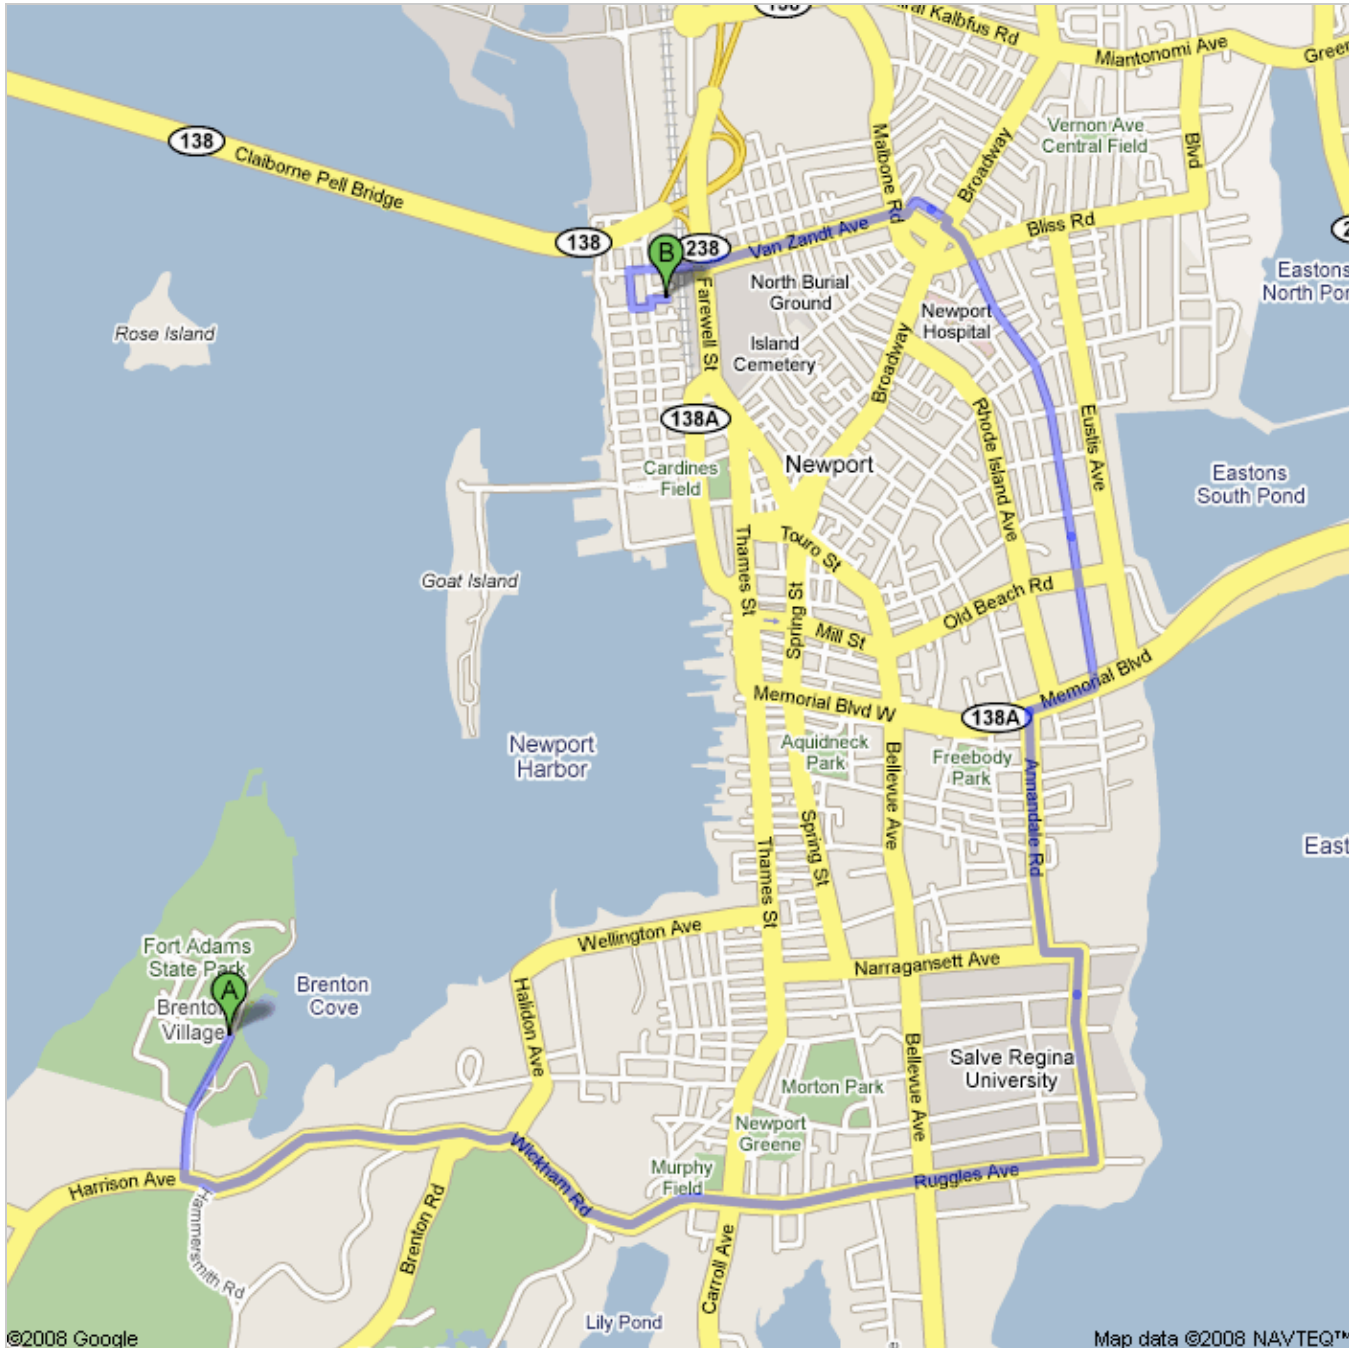 138
ral Kalbfus Rd
Miantonomi Ave
Green
138
Claiborne Pell Bridge
Malbone Rd
Broadway
Vernon Ave
Central Field
Blvd
138
B
238
Van Zandt Ave
Bliss Rd
2
Eastons
North Por
North Burial
Ground
Farewell St
Newport
Hospital
Rose Island
Island
Cemetery
Broadway
138A
Rhode Island Ave
Eustis Ave
Cardines
Field
Newport
Eastons
South Pond
Thames St
Touro St
Goat Island
Spring St
Mill St
Old Beach Rd
Memorial Blvd
Memorial Blvd W
138A
Newport
Harbor
Aquidneck
Park
Bellevue Ave
Freebody
Park
Annandale Rd
Thames St
Spring St
East
Wellington Ave
Fort Adams
State Park
Narragansett Ave
A
Brenton
Village
Brenton
Cove
Halidon Ave
Bellevue Ave
Salve Regina
University
Morton Park
Newport
Greene
Wickham Rd
Murphy
Field
Ruggles Ave
Harrison Ave
Hammersmith Rd
Brenton Rd
Carroll Ave
Lily Pond
©2008 Google
Map data ©2008 NAVTEQ™